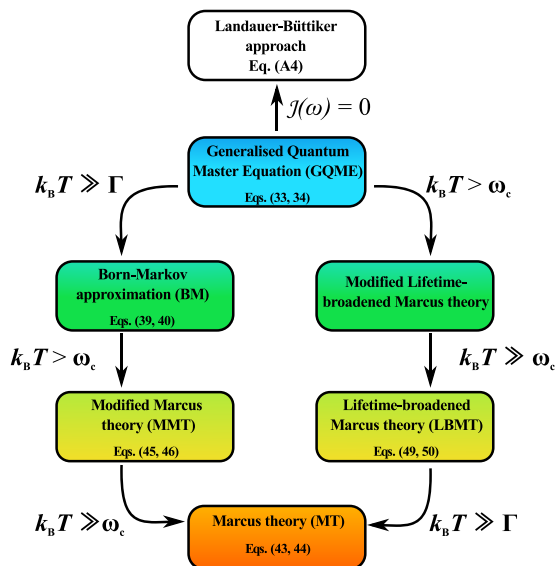 Landauer-Büttiker
approach
Eq. (A4)
𝒥(ω) = 0
Generalised Quantum
Master Equation (GQME)
Eqs. (33, 34)
k_B T ≫ Γ
k_B T > ω_c
Born-Markov
approximation (BM)
Eqs. (39, 40)
Modified Lifetime-
broadened Marcus theory
k_B T > ω_c
k_B T ≫ ω_c
Modified Marcus
theory (MMT)
Eqs. (45, 46)
Lifetime-broadened
Marcus theory (LBMT)
Eqs. (49, 50)
k_B T ≫ ω_c
Marcus theory (MT)
Eqs. (43, 44)
k_B T ≫ Γ